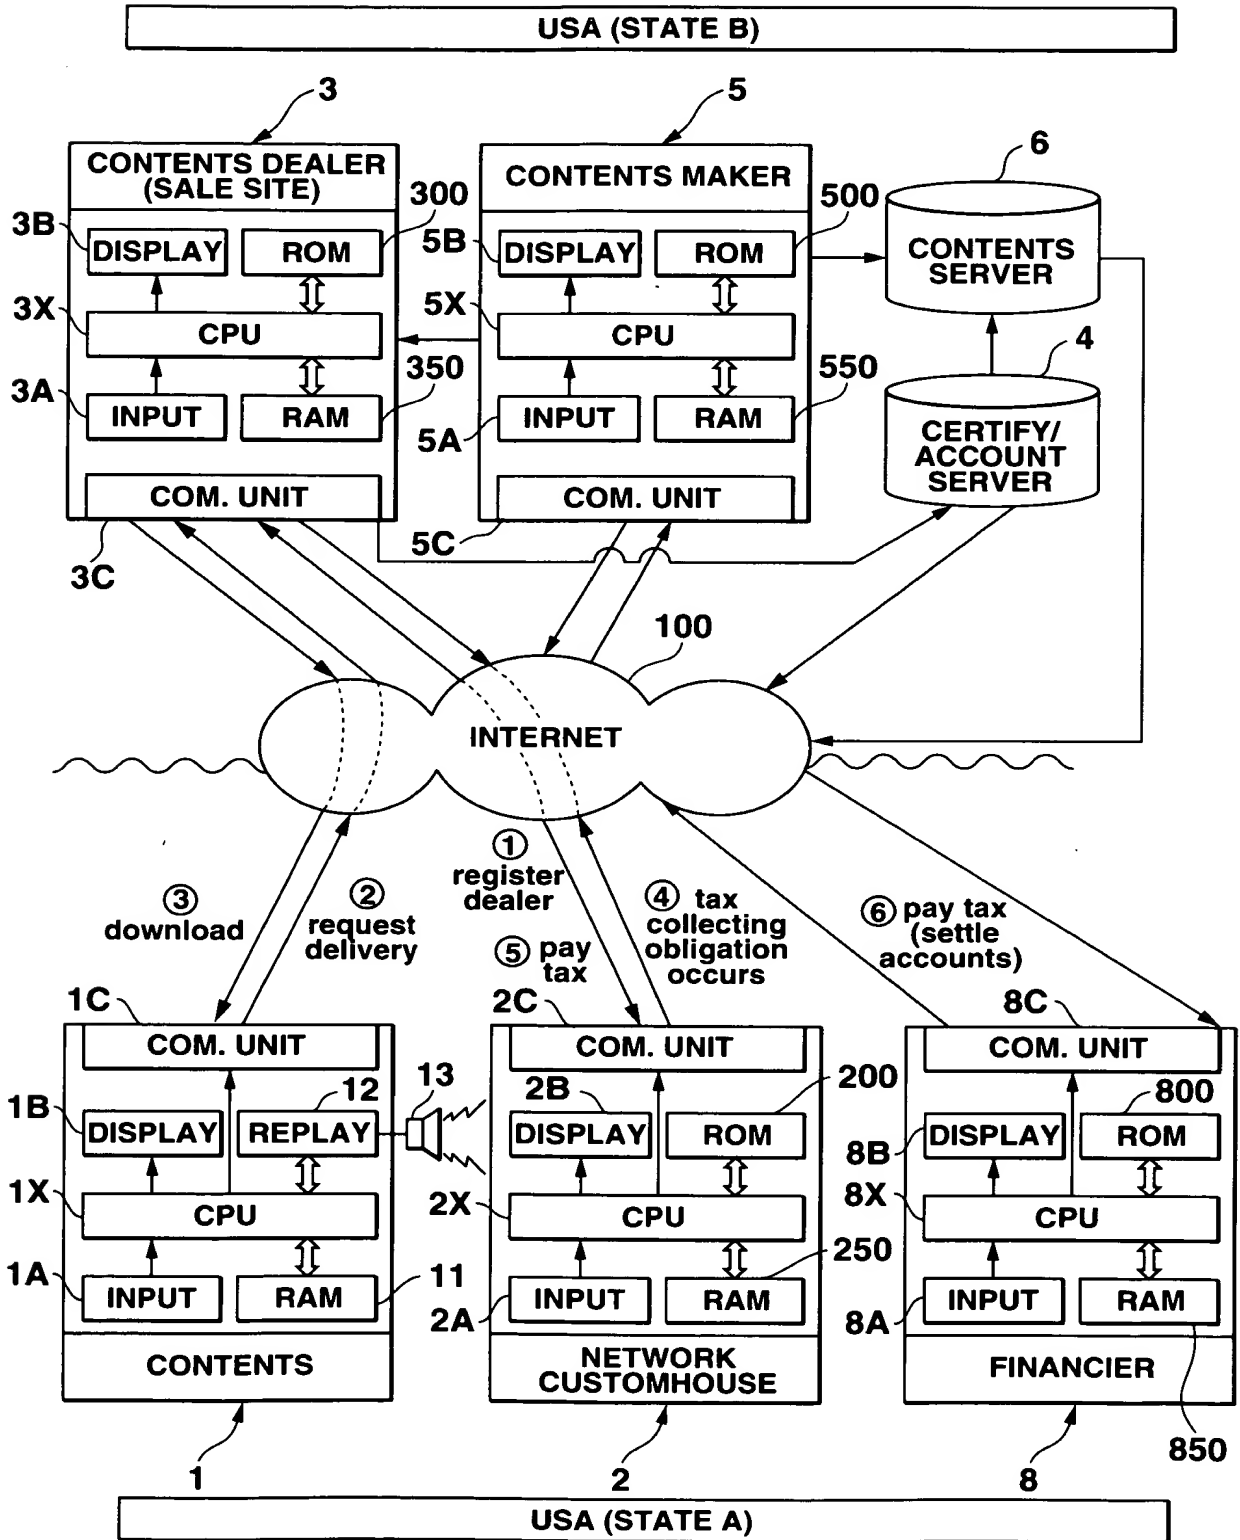 USA (STATE B)
3
5
6
CONTENTS DEALER
(SALE SITE)
CONTENTS MAKER
3B
DISPLAY
ROM
300
5B
DISPLAY
ROM
500
CONTENTS
SERVER
3X
CPU
5X
CPU
4
3A
INPUT
RAM
350
5A
INPUT
RAM
550
CERTIFY/
ACCOUNT
SERVER
COM. UNIT
COM. UNIT
3C
5C
100
INTERNET
③
download
②
request
delivery
①
register
dealer
⑤ pay
tax
④ tax
collecting
obligation
occurs
⑥ pay tax
(settle
accounts)
1C
2C
8C
COM. UNIT
COM. UNIT
COM. UNIT
1B
DISPLAY
REPLAY
12
13
2B
DISPLAY
ROM
200
8B
DISPLAY
ROM
800
1X
CPU
2X
CPU
8X
CPU
1A
INPUT
RAM
11
2A
INPUT
RAM
250
8A
INPUT
RAM
CONTENTS
NETWORK
CUSTOMHOUSE
FINANCIER
850
1
2
8
USA (STATE A)